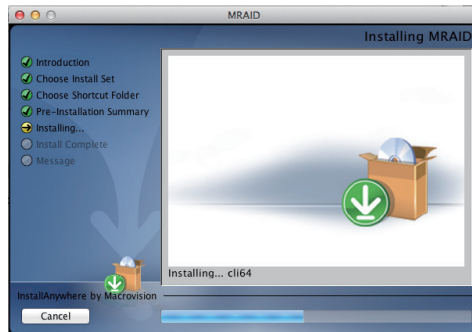 MRAID
Installing MRAID
Introduction
Choose Install Set
Choose Shortcut Folder
Pre-Installation Summary
Installing...
Install Complete
Message
Installing... cli64
InstallAnywhere by Macrovision
Cancel